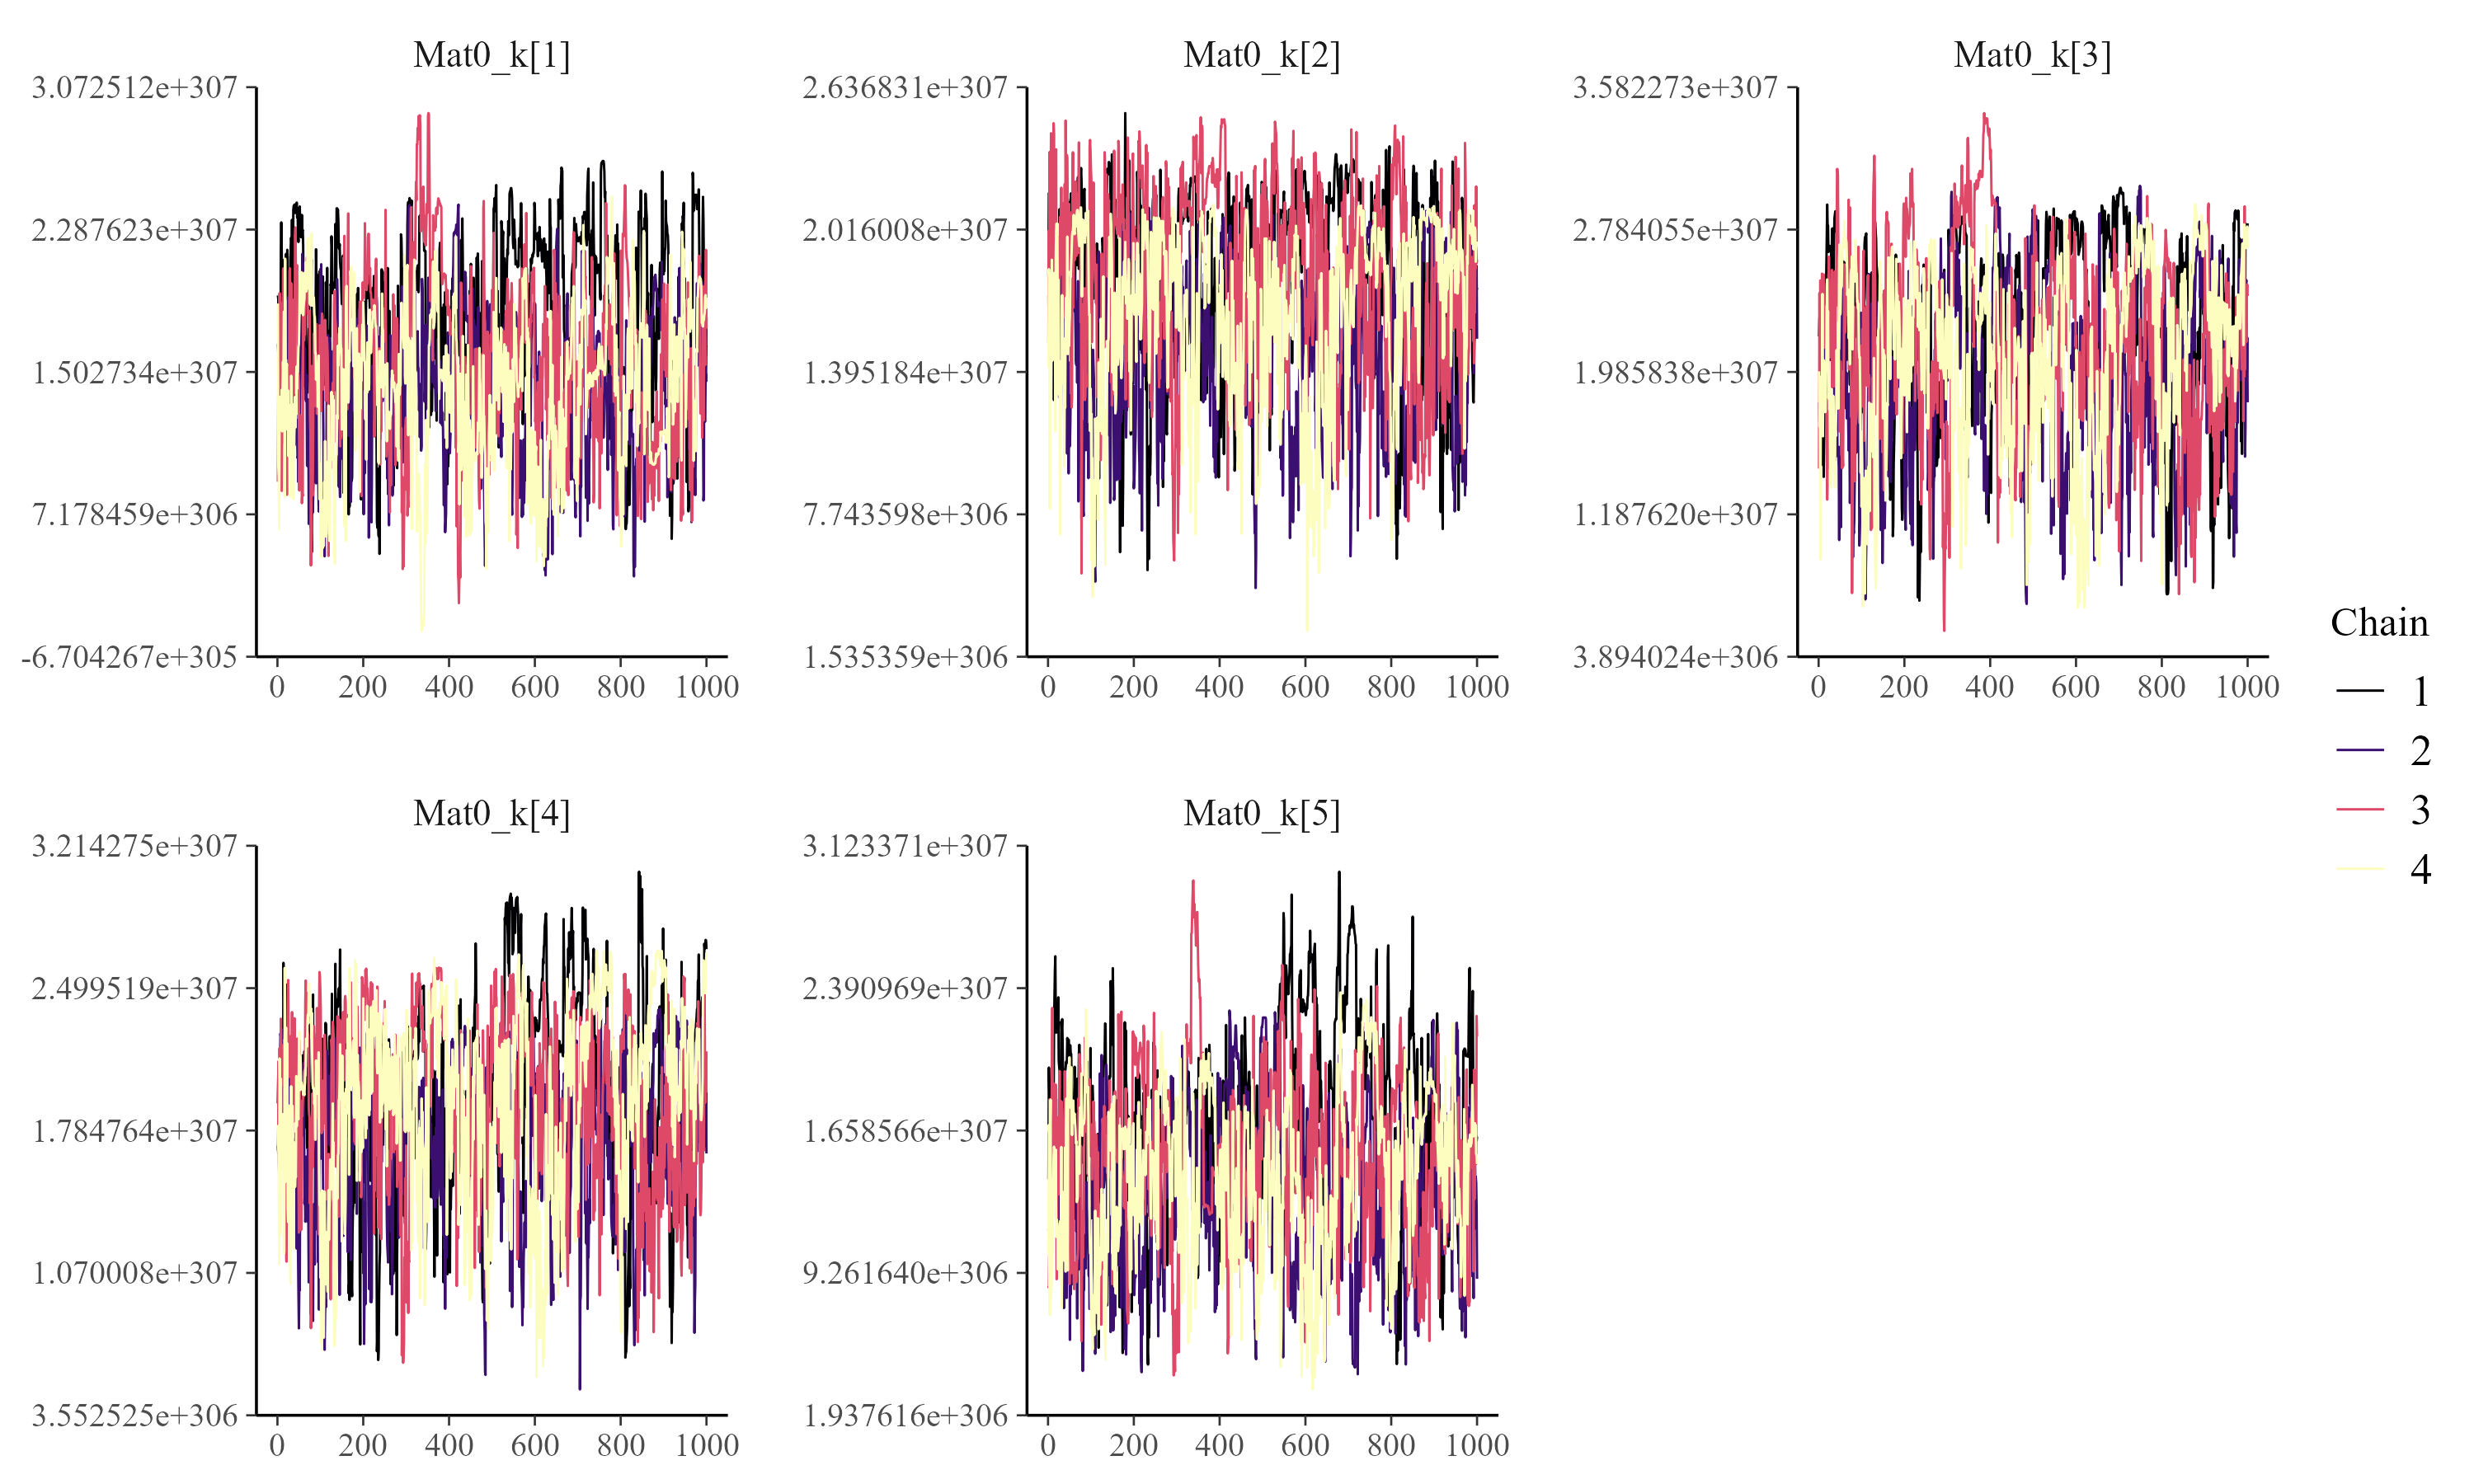 Mat0_k[1]
3.072512e+307
2.287623e+307
1.502734e+307
7.178459e+306
-6.704267e+305
0 200 400 600 800 1000
Mat0_k[2]
2.636831e+307
2.016008e+307
1.395184e+307
7.743598e+306
1.535359e+306
0 200 400 600 800 1000
Mat0_k[3]
3.582273e+307
2.784055e+307
1.985838e+307
1.187620e+307
3.894024e+306
0 200 400 600 800 1000
Mat0_k[4]
3.214275e+307
2.499519e+307
1.784764e+307
1.070008e+307
3.552525e+306
0 200 400 600 800 1000
Mat0_k[5]
3.123371e+307
2.390969e+307
1.658566e+307
9.261640e+306
1.937616e+306
0 200 400 600 800 1000
Chain
1
2
3
4